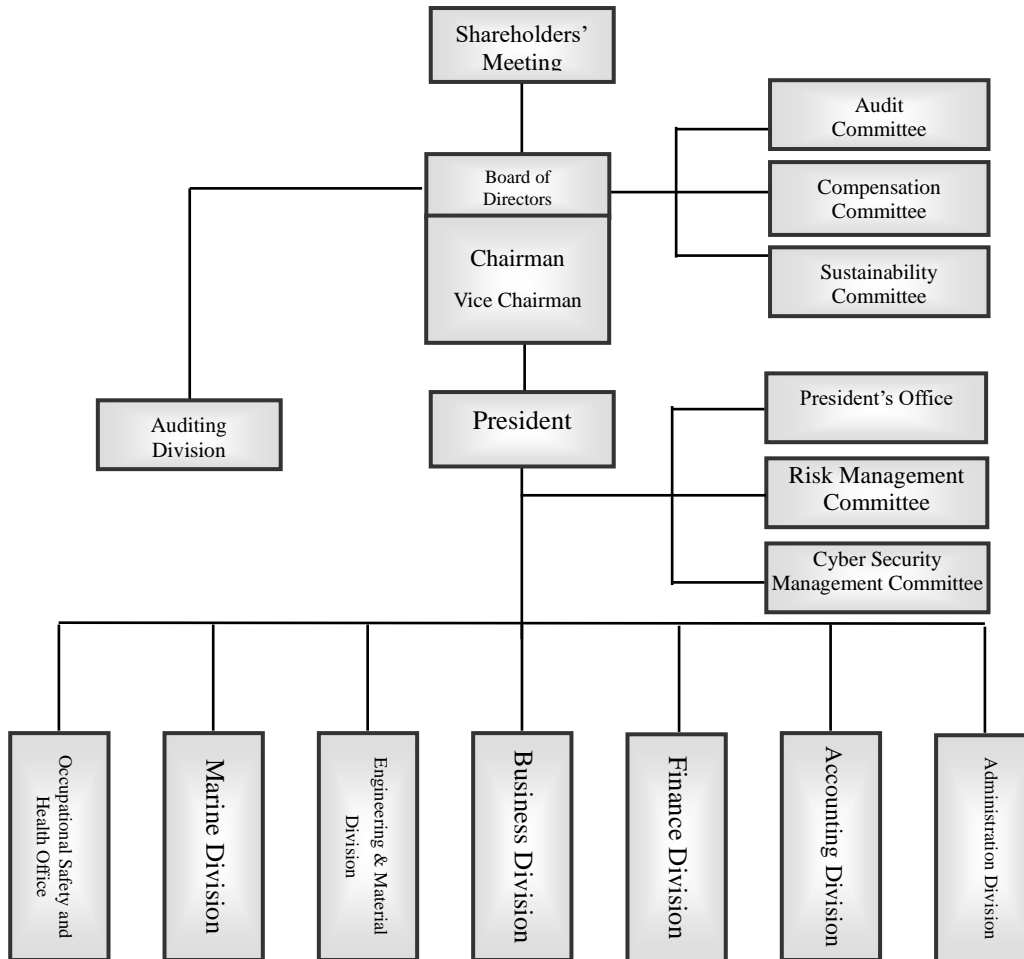 Shareholders’
Meeting
Audit
Committee
Board of
Directors
Compensation
Committee
Chairman
Vice Chairman
Sustainability
Committee
President’s Office
Auditing
Division
President
Risk Management
Committee
Cyber Security
Management Committee
Occupational Safety and
Health Office
Marine Division
Engineering & Material
Division
Business Division
Finance Division
Accounting Division
Administration Division